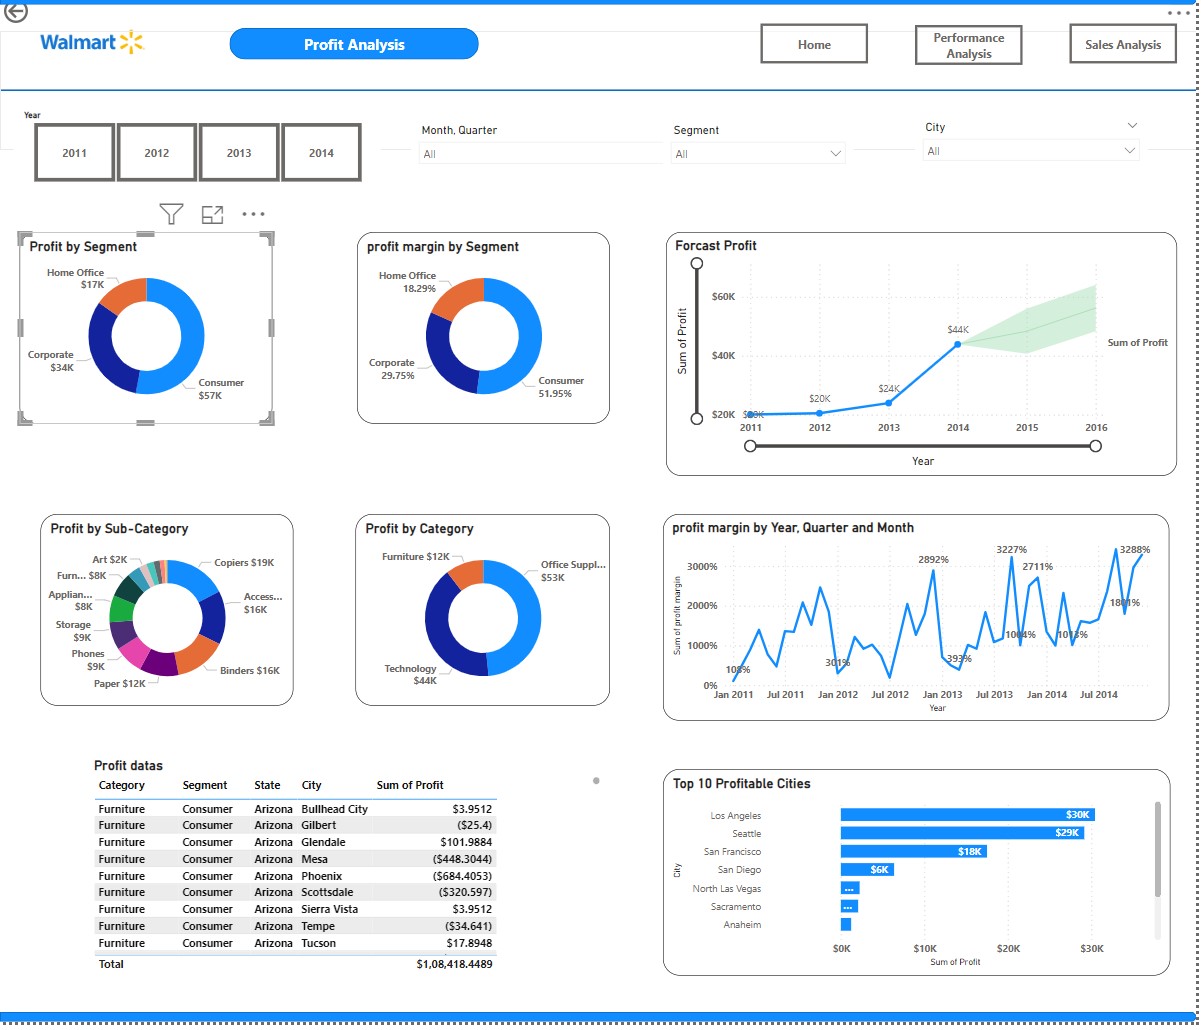 Walmart
Profit Analysis
Home
Performance
Analysis
Sales Analysis
Year
2011
2012
2013
2014
Month, Quarter
All
Segment
All
City
All
Profit by Segment
Home Office
$17K
Corporate
$34K
Consumer
$57K
profit margin by Segment
Home Office
18.29%
Corporate
29.75%
Consumer
51.95%
Forcast Profit
Sum of Profit
$60K
$40K
$20K
$20K
$24K
$44K
Sum of Profit
2011 2012 2013 2014 2015 2016
Year
Profit by Sub-Category
Art $2K
Furn... $8K
Applian...
$8K
Storage
$9K
Phones
$9K
Paper $12K
Copiers $19K
Access...
$16K
Binders $16K
Profit by Category
Furniture $12K
Office Suppl...
$53K
Technology
$44K
profit margin by Year, Quarter and Month
Sum of profit margin
3000%
2000%
1000%
0%
108%
301%
2892%
393%
3227%
1004%
2711%
1013%
3288%
1801%
Jan 2011 Jul 2011 Jan 2012 Jul 2012 Jan 2013 Jul 2013 Jan 2014 Jul 2014
Year
Profit datas
Category Segment State City Sum of Profit
Furniture Consumer Arizona Bullhead City $3.9512
Furniture Consumer Arizona Gilbert ($25.4)
Furniture Consumer Arizona Glendale $101.9884
Furniture Consumer Arizona Mesa ($448.3044)
Furniture Consumer Arizona Phoenix ($684.4053)
Furniture Consumer Arizona Scottsdale ($320.597)
Furniture Consumer Arizona Sierra Vista $3.9512
Furniture Consumer Arizona Tempe ($34.641)
Furniture Consumer Arizona Tucson $17.8948
Total $1,08,418.4489
Top 10 Profitable Cities
City
Los Angeles $30K
Seattle $29K
San Francisco $18K
San Diego $6K
North Las Vegas ...
Sacramento ...
Anaheim
$0K $10K $20K $30K
Sum of Profit